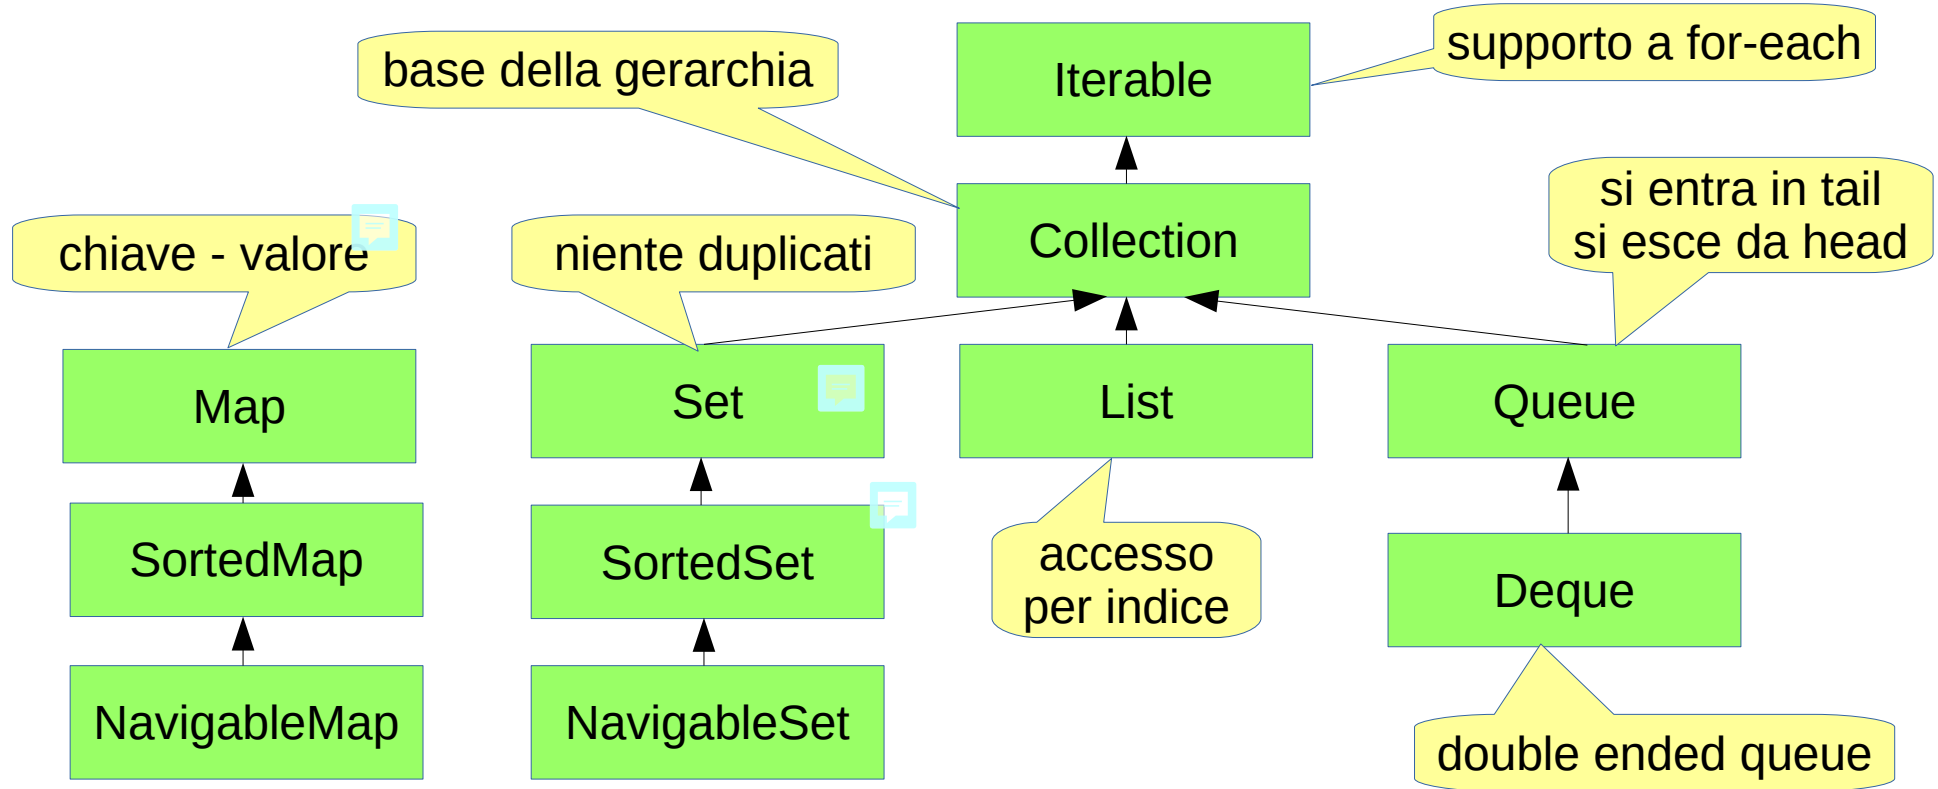 supporto a for-each
base della gerarchia
Iterable
si entra in tail
si esce da head
chiave - valore
niente duplicati
Collection
Map
Set
List
Queue
SortedMap
SortedSet
accesso
per indice
Deque
NavigableMap
NavigableSet
double ended queue